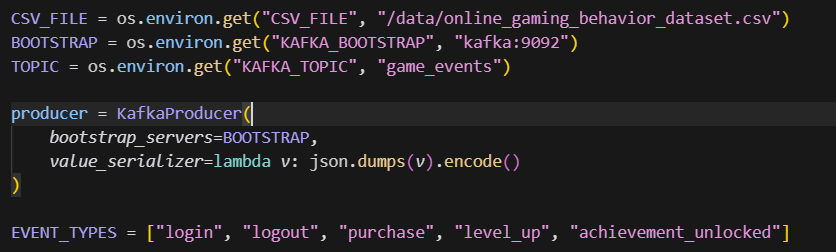 CSV_FILE = os.environ.get("CSV_FILE", "/data/online_gaming_behavior_dataset.csv")
BOOTSTRAP = os.environ.get("KAFKA_BOOTSTRAP", "kafka:9092")
TOPIC = os.environ.get("KAFKA_TOPIC", "game_events")
producer = KafkaProducer(
    bootstrap_servers=BOOTSTRAP,
    value_serializer=lambda v: json.dumps(v).encode()
)
EVENT_TYPES = ["login", "logout", "purchase", "level_up", "achievement_unlocked"]